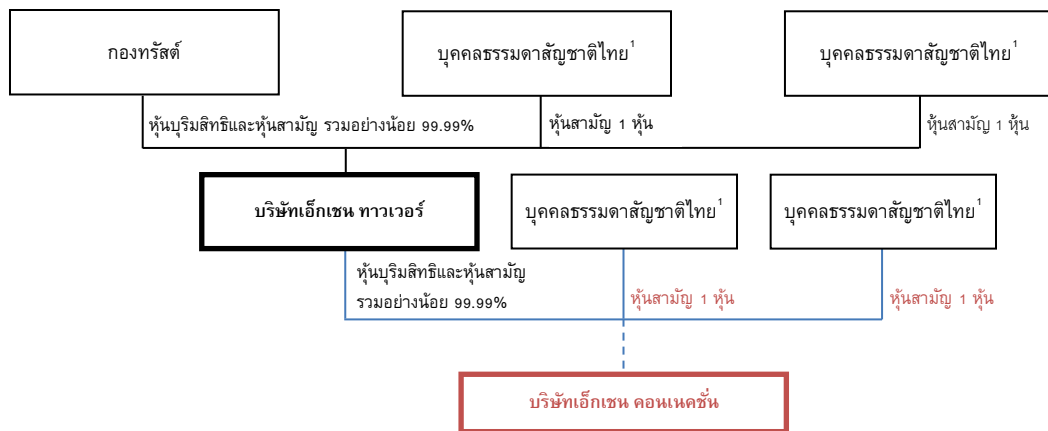 กองทรัสต์
บุคคลธรรมดาสัญชาติไทย¹
บุคคลธรรมดาสัญชาติไทย¹
หุ้นบุริมสิทธิและหุ้นสามัญ รวมอย่างน้อย 99.99%
หุ้นสามัญ 1 หุ้น
หุ้นสามัญ 1 หุ้น
บริษัทเอ็กเชน ทาวเวอร์
บุคคลธรรมดาสัญชาติไทย¹
บุคคลธรรมดาสัญชาติไทย¹
หุ้นบุริมสิทธิและหุ้นสามัญ
รวมอย่างน้อย 99.99%
หุ้นสามัญ 1 หุ้น
หุ้นสามัญ 1 หุ้น
บริษัทเอ็กเชน คอนเนคชั่น